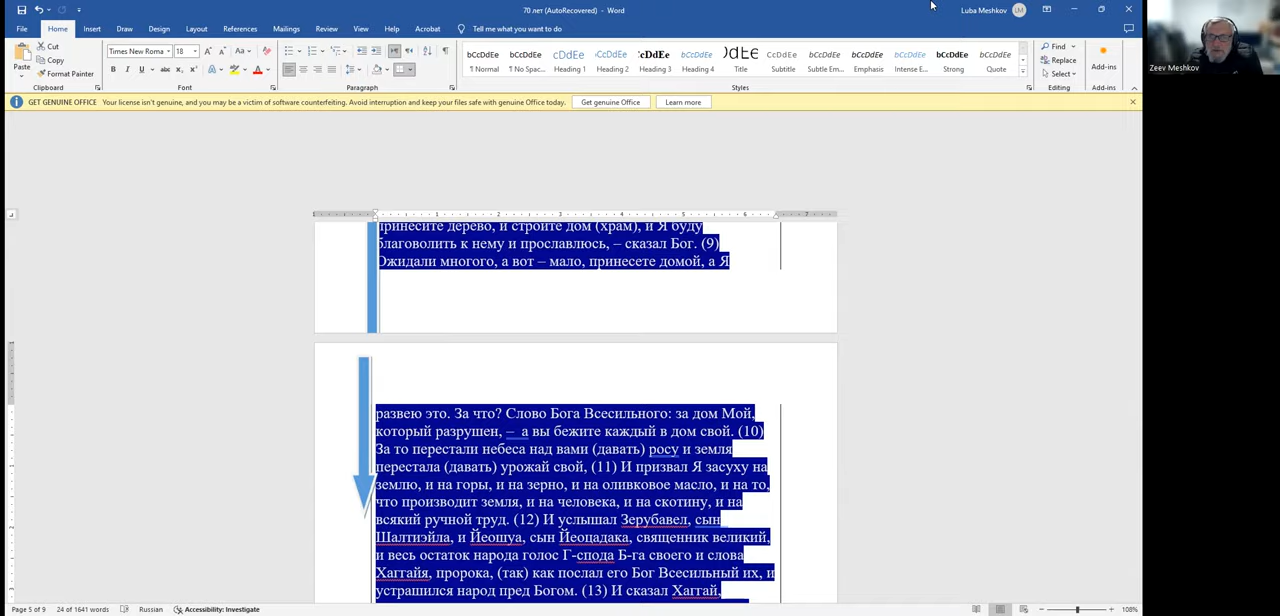 70 лет (AutoRecovered) - Word
Luba Meshkov LM
File Home Insert Draw Design Layout References Mailings Review View Help Acrobat Tell me what you want to do
Paste
Cut
Copy
Format Painter
Clipboard
Times New Roma 18
Font
Paragraph
AaBbCcDdEe
¶ Normal ¶ No Spac... Heading 1 Heading 2 Heading 3 Heading 4 Title Subtitle Subtle Em... Emphasis Intense E... Strong Quote
Styles
Find
Replace
Select
Editing
Add-ins
Add-ins
Zeev Meshkov
GET GENUINE OFFICE Your license isn't genuine, and you may be a victim of software counterfeiting. Avoid interruption and keep your files safe with genuine Office today. Get genuine Office Learn more
принесите дерево, и стройте дом (храм), и Я буду
благоволить к нему и прославлюсь, – сказал Бог. (9)
Ожидали многого, а вот – мало, принесете домой, а Я
развею это. За что? Слово Бога Всесильного: за дом Мой,
который разрушен, – а вы бежите каждый в дом свой. (10)
За то перестали небеса над вами (давать) росу и земля
перестала (давать) урожай свой, (11) И призвал Я засуху на
землю, и на горы, и на зерно, и на оливковое масло, и на то,
что производит земля, и на человека, и на скотину, и на
всякий ручной труд. (12) И услышал Зерубавел, сын
Шалтиэйла, и Йеошуа, сын Йеоцадака, священник великий,
и весь остаток народа голос Г-спода Б-га своего и слова
Хаггайя, пророка, (так) как послал его Бог Всесильный их, и
устрашился народ пред Богом. (13) И сказал Хаггай,
Page 5 of 9 24 of 1641 words Russian Accessibility: Investigate 108%